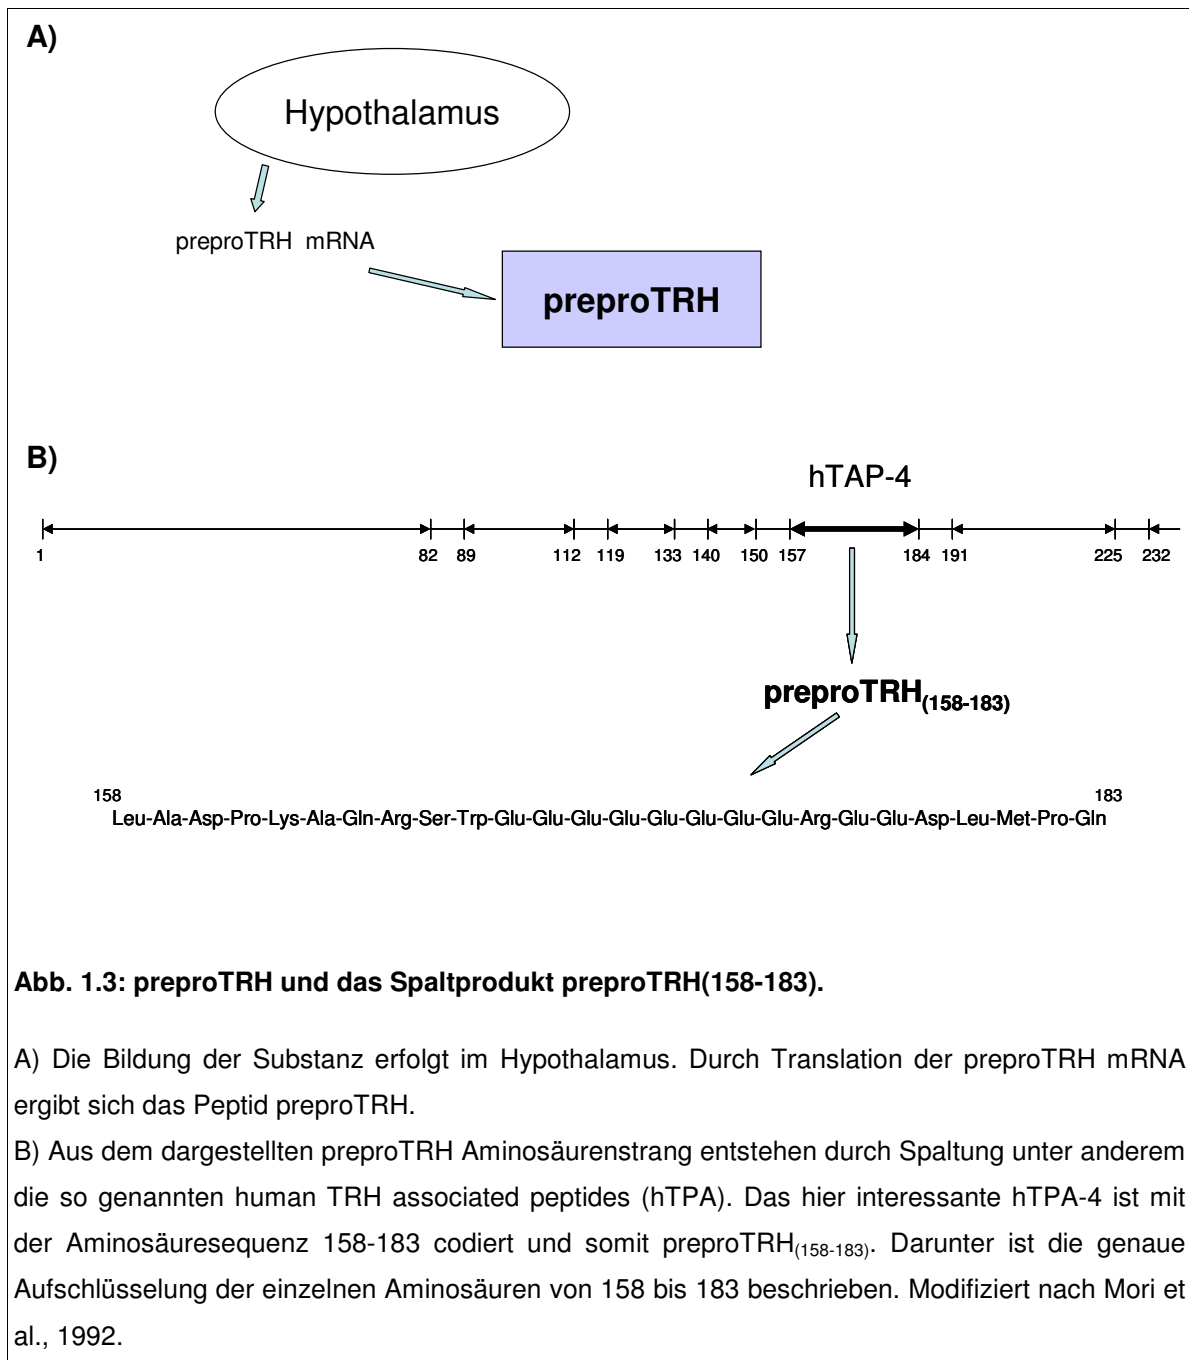 A)
Hypothalamus
preproTRH mRNA
preproTRH
B)
hTAP-4
1 82 89 112 119 133 140 150 157 184 191 225 232
preproTRH(158-183)
158 183
Leu-Ala-Asp-Pro-Lys-Ala-Gln-Arg-Ser-Trp-Glu-Glu-Glu-Glu-Glu-Glu-Glu-Glu-Arg-Glu-Glu-Asp-Leu-Met-Pro-Gln
Abb. 1.3: preproTRH und das Spaltprodukt preproTRH(158-183).
A) Die Bildung der Substanz erfolgt im Hypothalamus. Durch Translation der preproTRH mRNA
ergibt sich das Peptid preproTRH.
B) Aus dem dargestellten preproTRH Aminosäurenstrang entstehen durch Spaltung unter anderem
die so genannten human TRH associated peptides (hTPA). Das hier interessante hTPA-4 ist mit
der Aminosäuresequenz 158-183 codiert und somit preproTRH(158-183). Darunter ist die genaue
Aufschlüsselung der einzelnen Aminosäuren von 158 bis 183 beschrieben. Modifiziert nach Mori et
al., 1992.